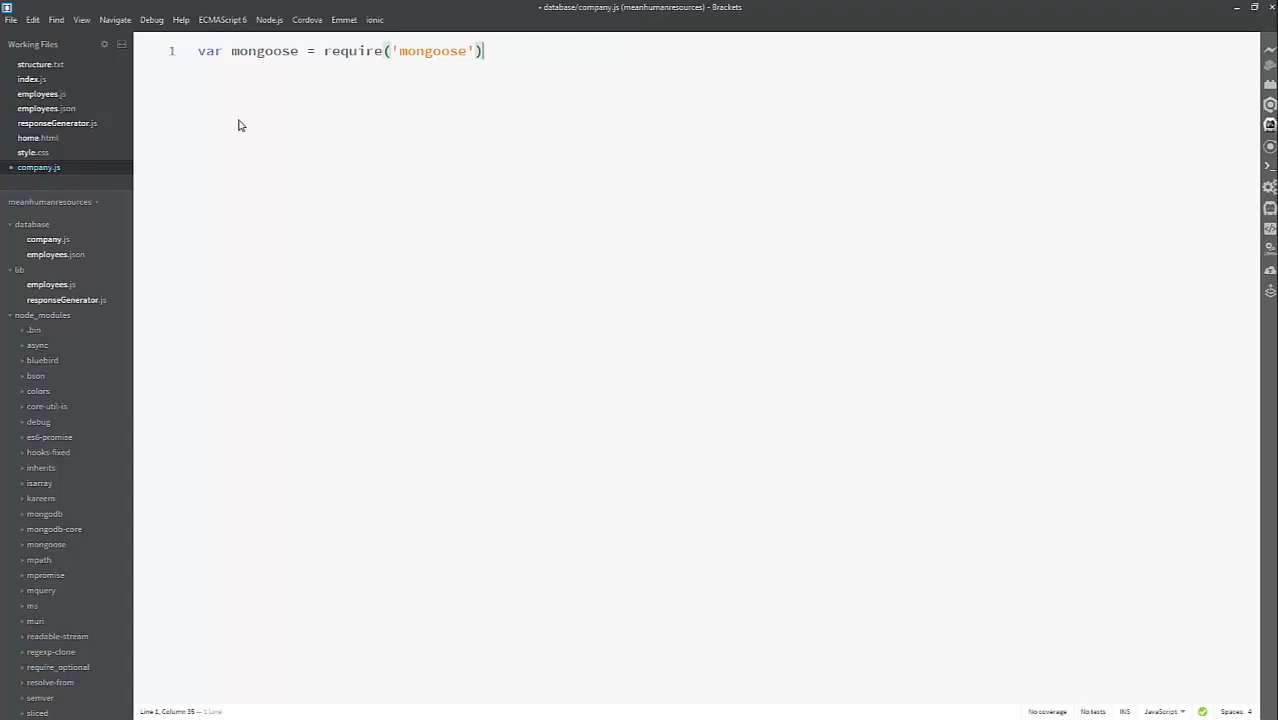 • database/company.js (meanhumanresources) - Brackets
File Edit Find View Navigate Debug Help ECMAScript 6 Node.js Cordova Emmet ionic
Working Files
structure.txt
index.js
employees.js
employees.json
responseGenerator.js
home.html
style.css
company.js
meanhumanresources
database
company.js
employees.json
lib
employees.js
responseGenerator.js
node_modules
.bin
async
bluebird
bson
colors
core-util-is
debug
es6-promise
hooks-fixed
inherits
isarray
kareem
mongodb
mongodb-core
mongoose
mpath
mpromise
mquery
ms
muri
readable-stream
regexp-clone
require_optional
resolve-from
semver
sliced
1 var mongoose = require('mongoose')
Line 1, Column 35 — 1 Line
No coverage No tests INS JavaScript Spaces: 4